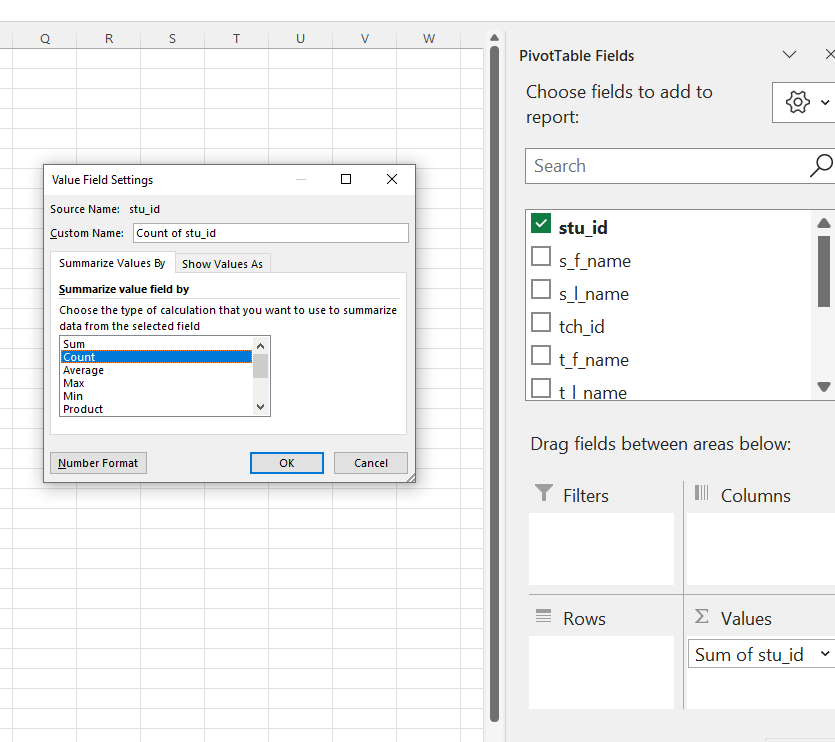 Q R S T U V W
PivotTable Fields
Choose fields to add to
report:
Search
stu_id
s_f_name
s_l_name
tch_id
t_f_name
t_l_name
Drag fields between areas below:
Filters
Columns
Rows
Values
Sum of stu_id
Value Field Settings
Source Name: stu_id
Custom Name: Count of stu_id
Summarize Values By Show Values As
Summarize value field by
Choose the type of calculation that you want to use to summarize
data from the selected field
Sum
Count
Average
Max
Min
Product
Number Format OK Cancel